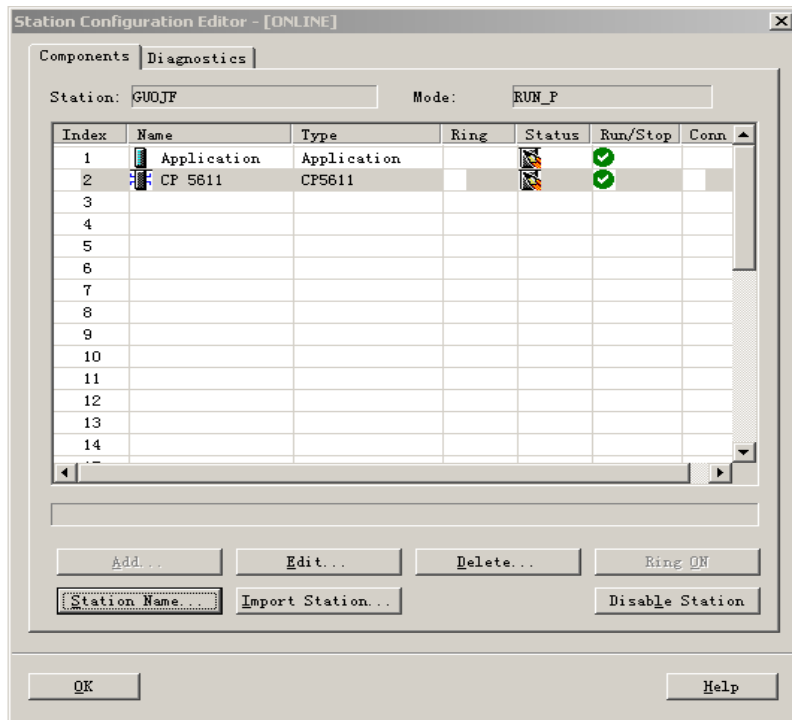 Station Configuration Editor - [ONLINE]
Components Diagnostics
Station: GUOJF Mode: RUN_P
Index Name Type Ring Status Run/Stop Conn
1 Application Application
2 CP 5611 CP5611
3
4
5
6
7
8
9
10
11
12
13
14
Add... Edit... Delete... Ring ON
Station Name... Import Station... Disable Station
OK Help